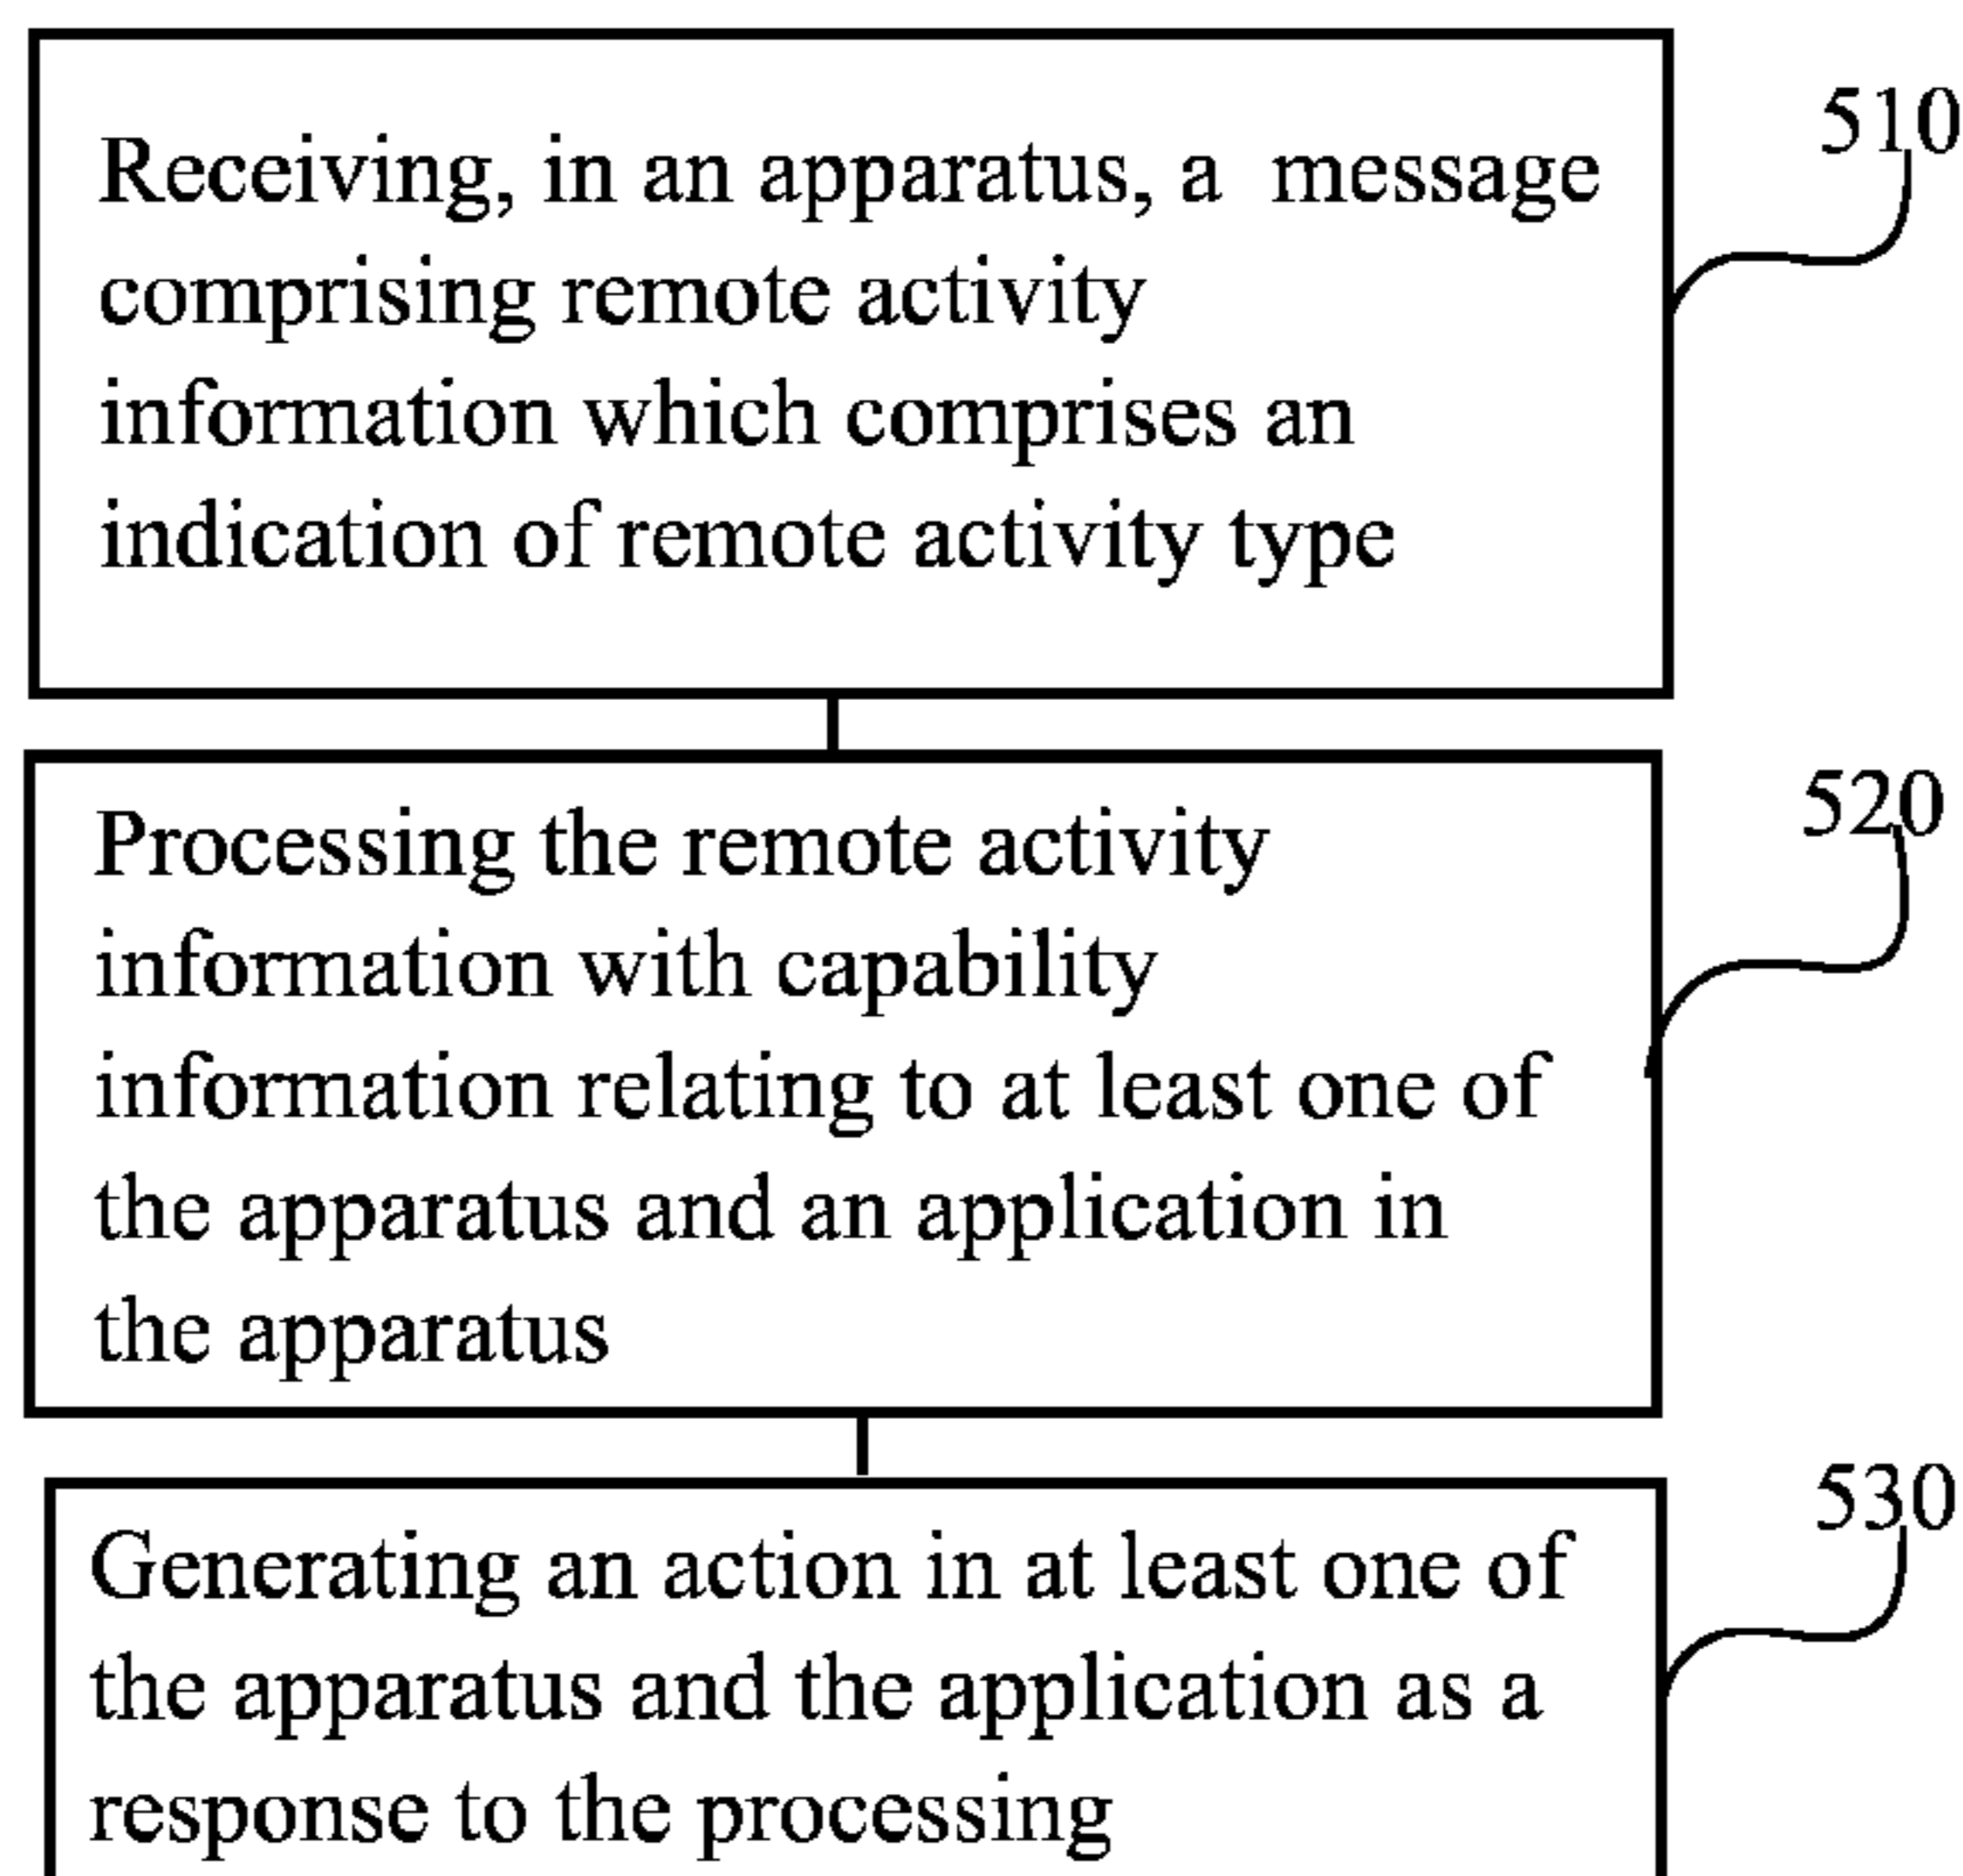 510
Receiving, in an apparatus, a message
comprising remote activity
information which comprises an
indication of remote activity type
520
Processing the remote activity
information with capability
information relating to at least one of
the apparatus and an application in
the apparatus
530
Generating an action in at least one of
the apparatus and the application as a
response to the processing